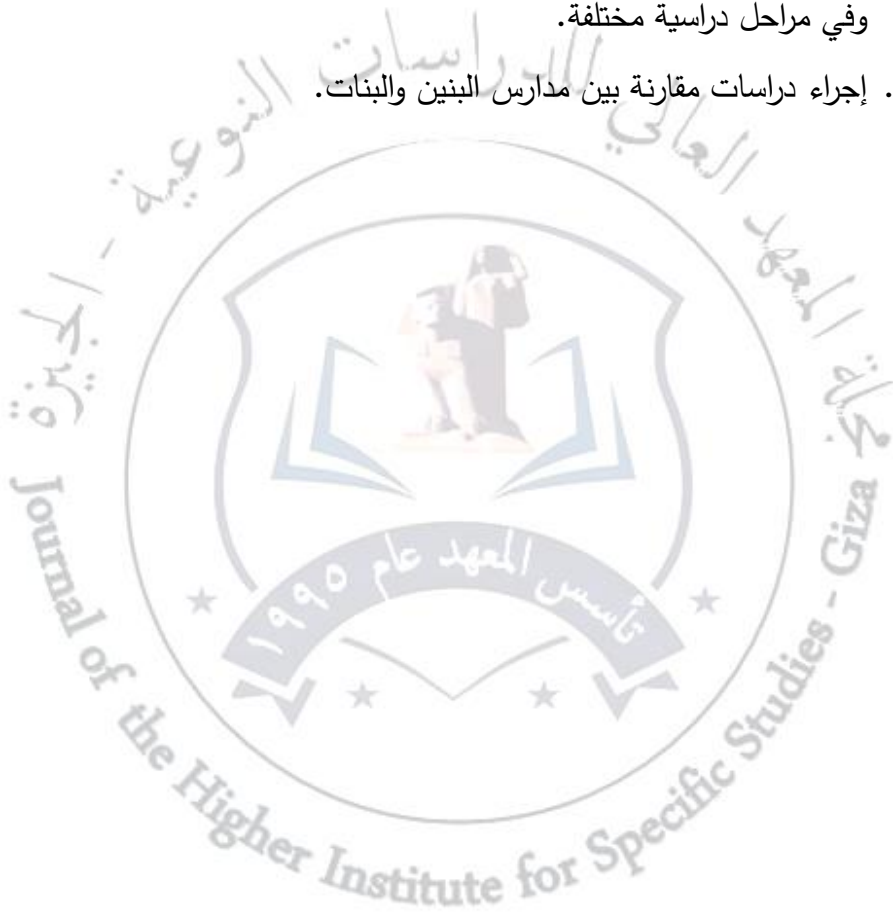 وفي مراحل دراسية مختلفة.
. إجراء دراسات مقارنة بين مدارس البنين والبنات.
مجلة المعهد العالي للدراسات النوعية - الجيزة
تأسس المعهد عام ١٩٩٥
Journal of the Higher Institute for Specific Studies - Giza